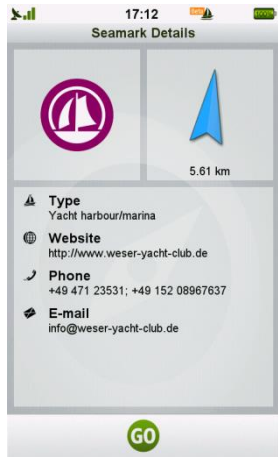 17:12
Seamark Details
5.61 km
Type
Yacht harbour/marina
Website
http://www.weser-yacht-club.de
Phone
+49 471 23531; +49 152 08967637
E-mail
info@weser-yacht-club.de
GO